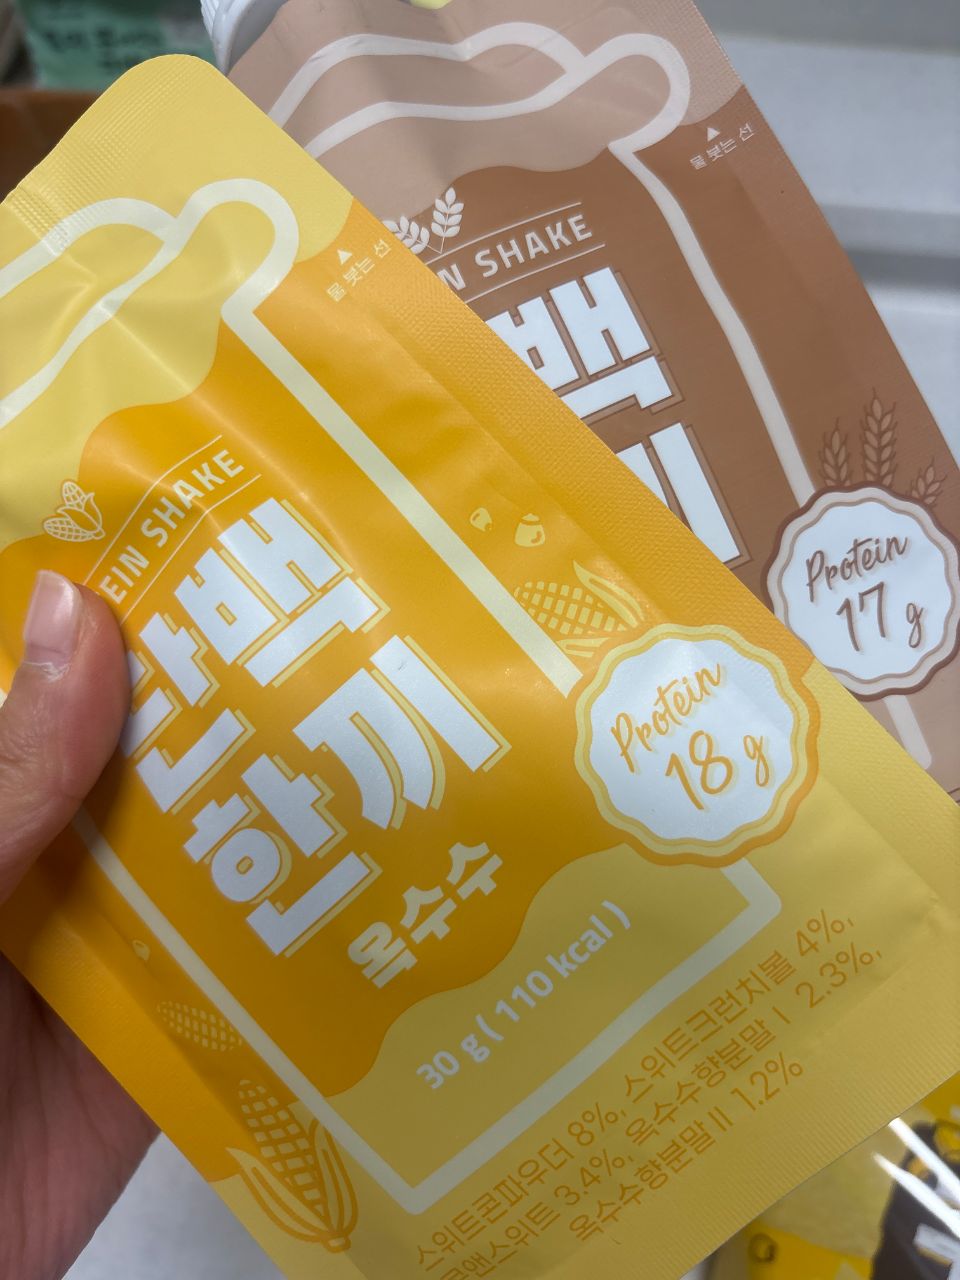 물 붓는 선
SHAKE
백
끼
Protein
17 g
물 붓는 선
EIN SHAKE
단백
한끼
옥수수
Protein
18 g
30 g ( 110 kcal )
스위트콘파우더 8%, 스위트크런치볼 4%,
콘앤스위트 3.4%, 옥수수향분말 I 2.3%,
옥수수향분말 II 1.2%